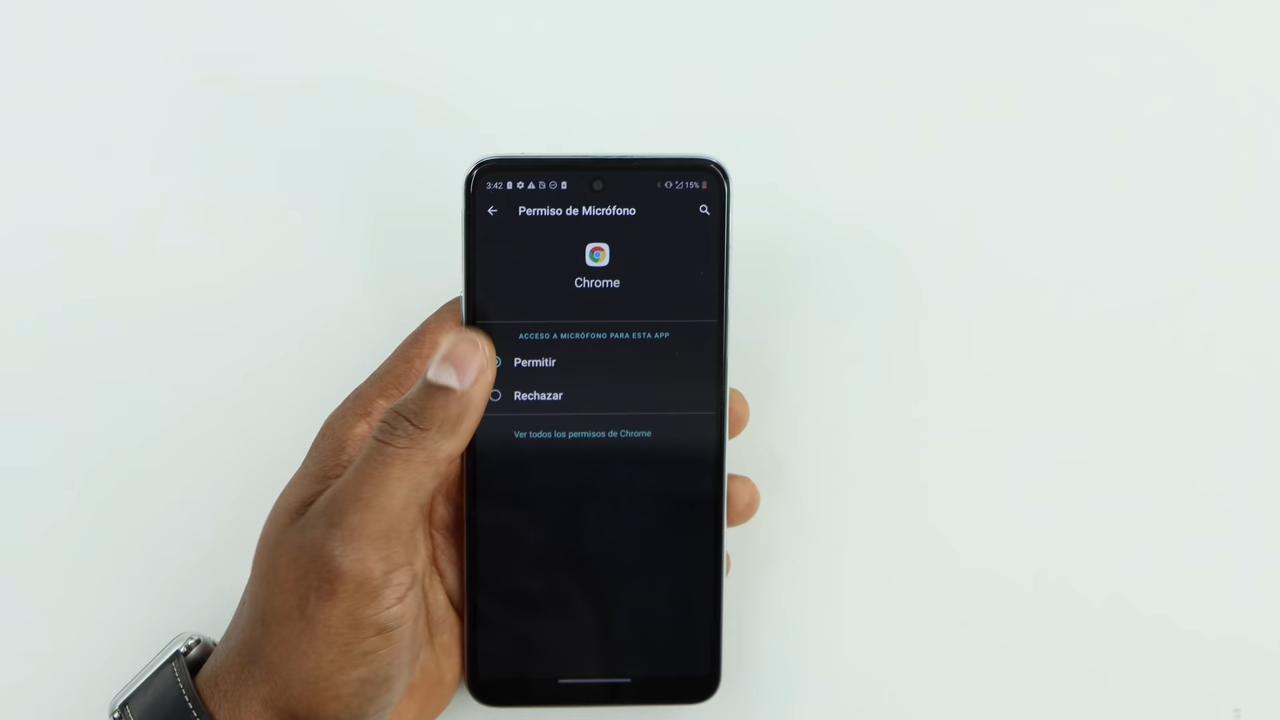 3:42 15%
Permiso de Micrófono
Chrome
ACCESO A MICRÓFONO PARA ESTA APP
Permitir
Rechazar
Ver todos los permisos de Chrome